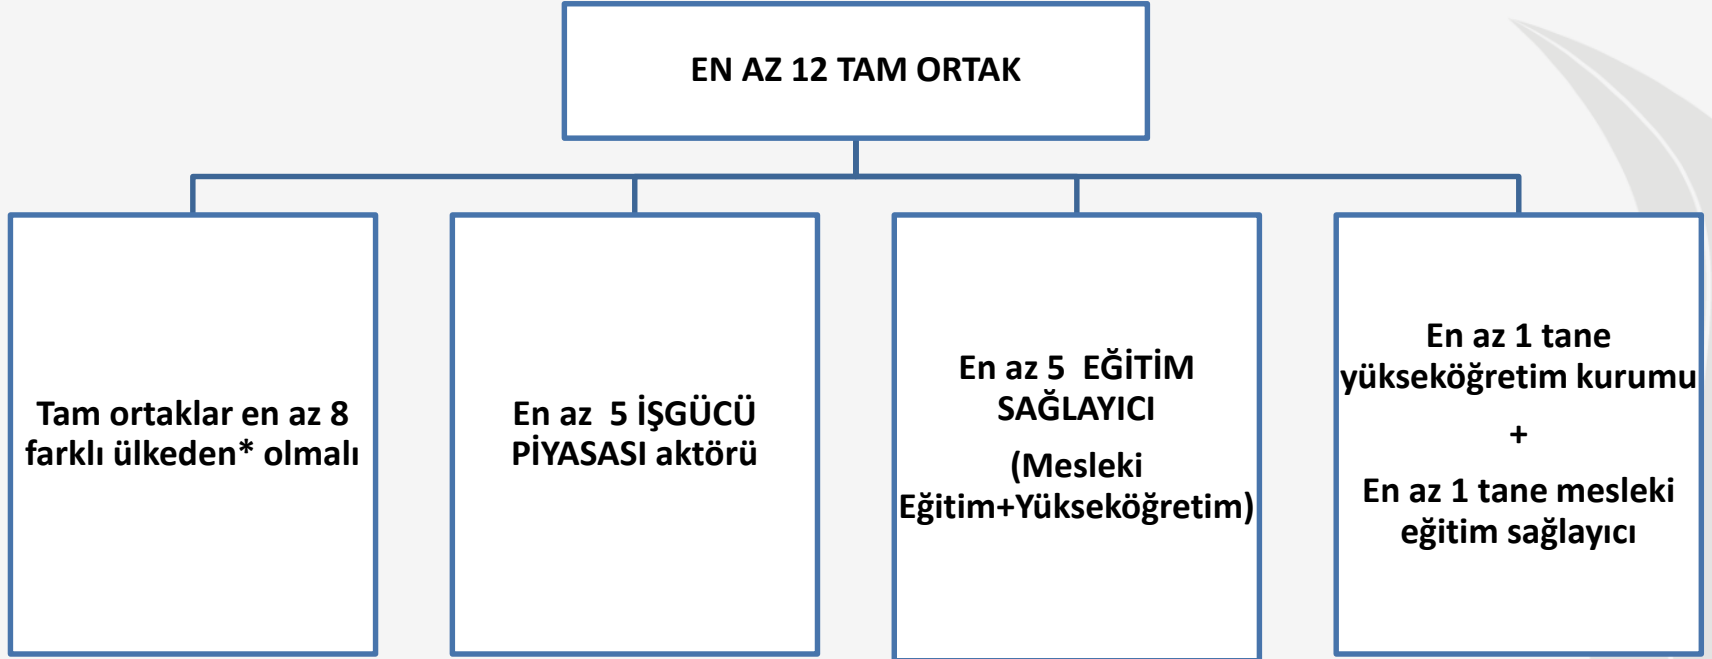 EN AZ 12 TAM ORTAK
Tam ortaklar en az 8
farklı ülkeden* olmalı
En az  5 İŞGÜCÜ
PİYASASI aktörü
En az 5  EĞİTİM
SAĞLAYICI
(Mesleki
Eğitim+Yükseköğretim)
En az 1 tane
yükseköğretim kurumu
+
En az 1 tane mesleki
eğitim sağlayıcı